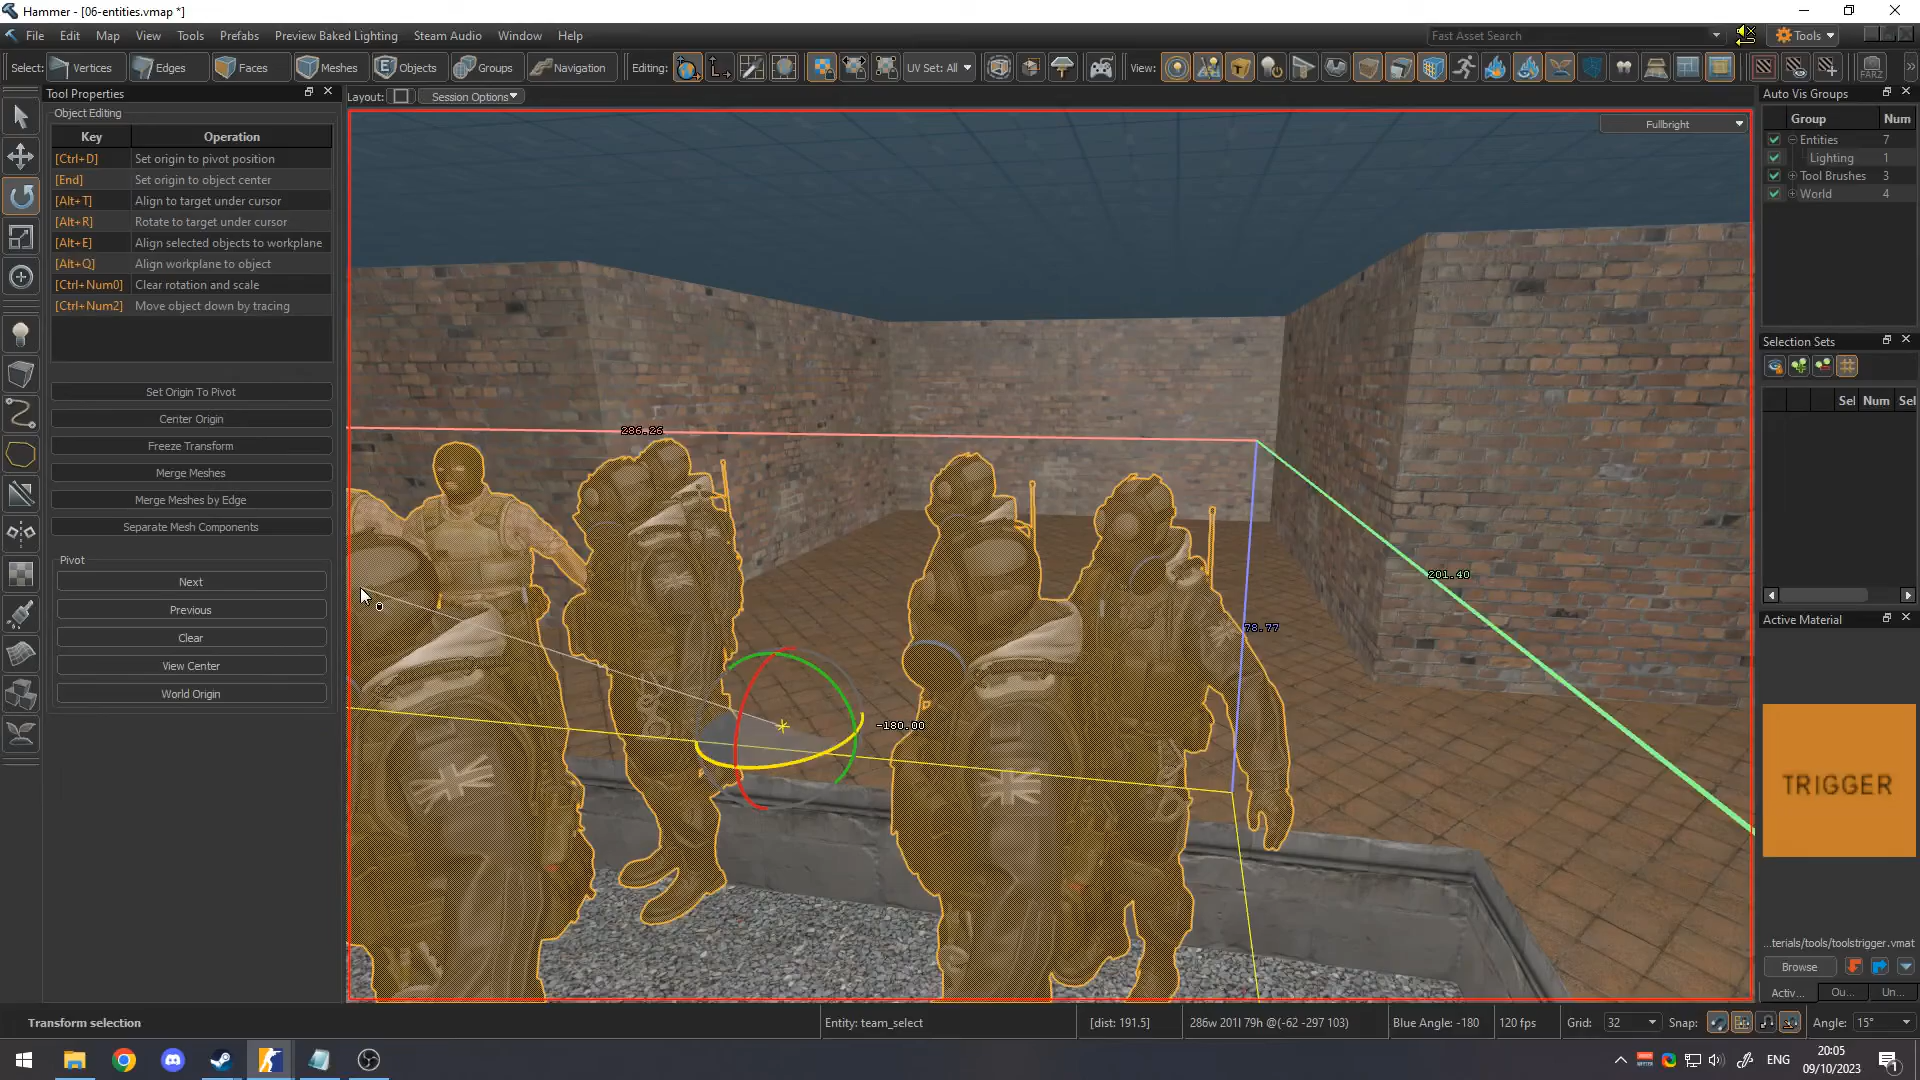 Hammer - [06-entities.vmap *]
File Edit Map View Tools Prefabs Preview Baked Lighting Steam Audio Window Help
Fast Asset Search
Tools
Select: Vertices Edges Faces Meshes Objects Groups Navigation Editing: UV Set: All View:
FARZ
Tool Properties
Layout: Session Options
Object Editing
Key Operation
[Ctrl+D] Set origin to pivot position
[End] Set origin to object center
[Alt+T] Align to target under cursor
[Alt+R] Rotate to target under cursor
[Alt+E] Align selected objects to workplane
[Alt+Q] Align workplane to object
[Ctrl+Num0] Clear rotation and scale
[Ctrl+Num2] Move object down by tracing
Set Origin To Pivot
Center Origin
Freeze Transform
Merge Meshes
Merge Meshes by Edge
Separate Mesh Components
Pivot
Next
Previous
Clear
View Center
World Origin
Fullbright
286.26
201.40
78.77
-180.00
Auto Vis Groups
Group Num
Entities 7
Lighting 1
Tool Brushes 3
World 4
Selection Sets
Sel Num Sel
Active Material
TRIGGER
...terials/tools/toolstrigger.vmat
Browse
Activ... Ou... Un...
Transform selection
Entity: team_select
[dist: 191.5]
286w 201l 79h @(-62 -297 103)
Blue Angle: -180
120 fps
Grid: 32
Snap:
Angle: 15°
ENG
20:05
09/10/2023
1